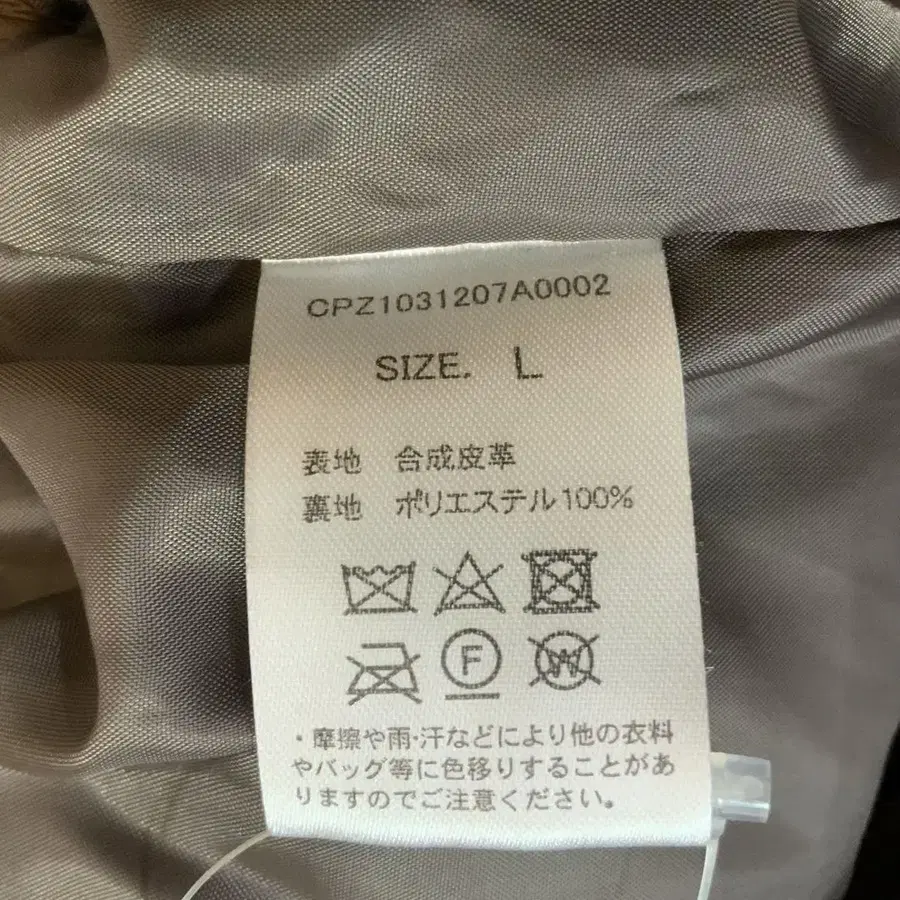 CPZ1031207A0002
SIZE. L
表地 合成皮革
裏地 ポリエステル100%
F
W
・摩擦や雨・汗などにより他の衣料
やバッグ等に色移りすることがあ
りますのでご注意ください。